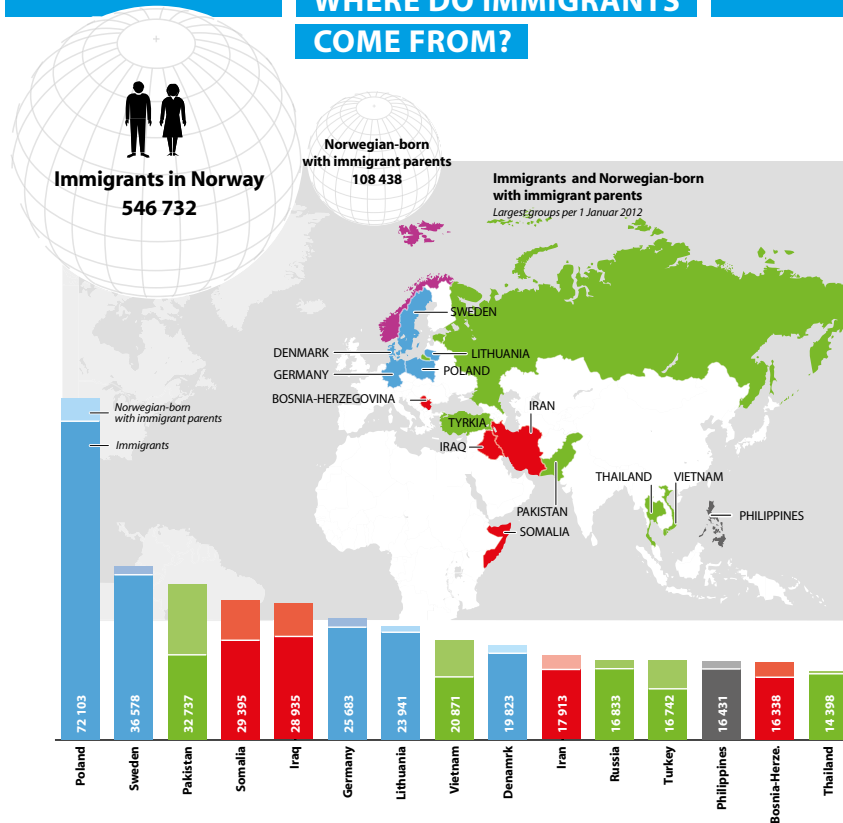 WHERE DO IMMIGRANTS
COME FROM?
Immigrants in Norway
546 732
Norwegian-born
with immigrant parents
108 438
Immigrants and Norwegian-born
with immigrant parents
Largest groups per 1 Januar 2012
SWEDEN
DENMARK
LITHUANIA
GERMANY
POLAND
BOSNIA-HERZEGOVINA
IRAN
TYRKIA
IRAQ
THAILAND
VIETNAM
PAKISTAN
PHILIPPINES
SOMALIA
Norwegian-born
with immigrant parents
Immigrants
72 103
36 578
32 737
29 395
28 935
25 683
23 941
20 871
19 823
17 913
16 833
16 742
16 431
16 338
14 398
Poland
Sweden
Pakistan
Somalia
Iraq
Germany
Lithuania
Vietnam
Denamrk
Iran
Russia
Turkey
Philippines
Bosnia-Herze.
Thailand